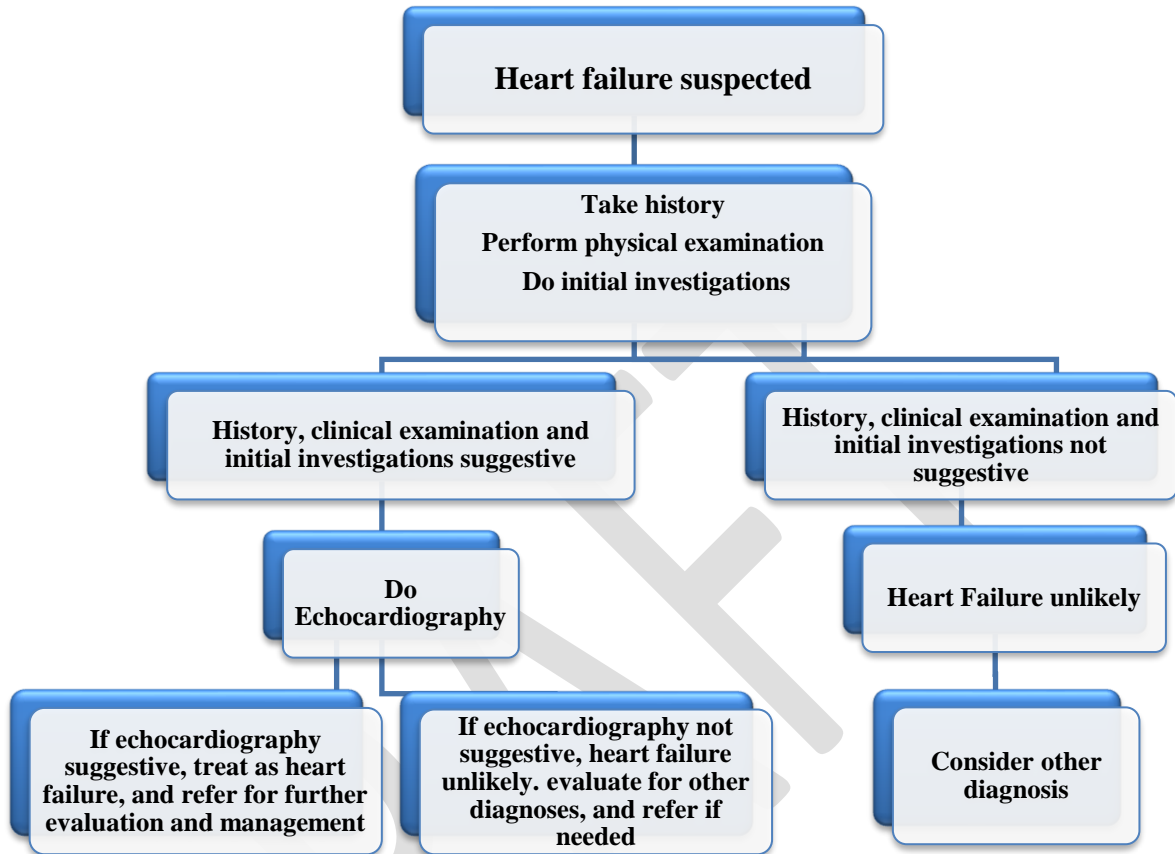 Heart failure suspected
Take history
Perform physical examination
Do initial investigations
History, clinical examination and
initial investigations suggestive
History, clinical examination and
initial investigations not
suggestive
Do
Echocardiography
Heart Failure unlikely
If echocardiography
suggestive, treat as heart
failure, and refer for further
evaluation and management
If echocardiography not
suggestive, heart failure
unlikely. evaluate for other
diagnoses, and refer if
needed
Consider other
diagnosis